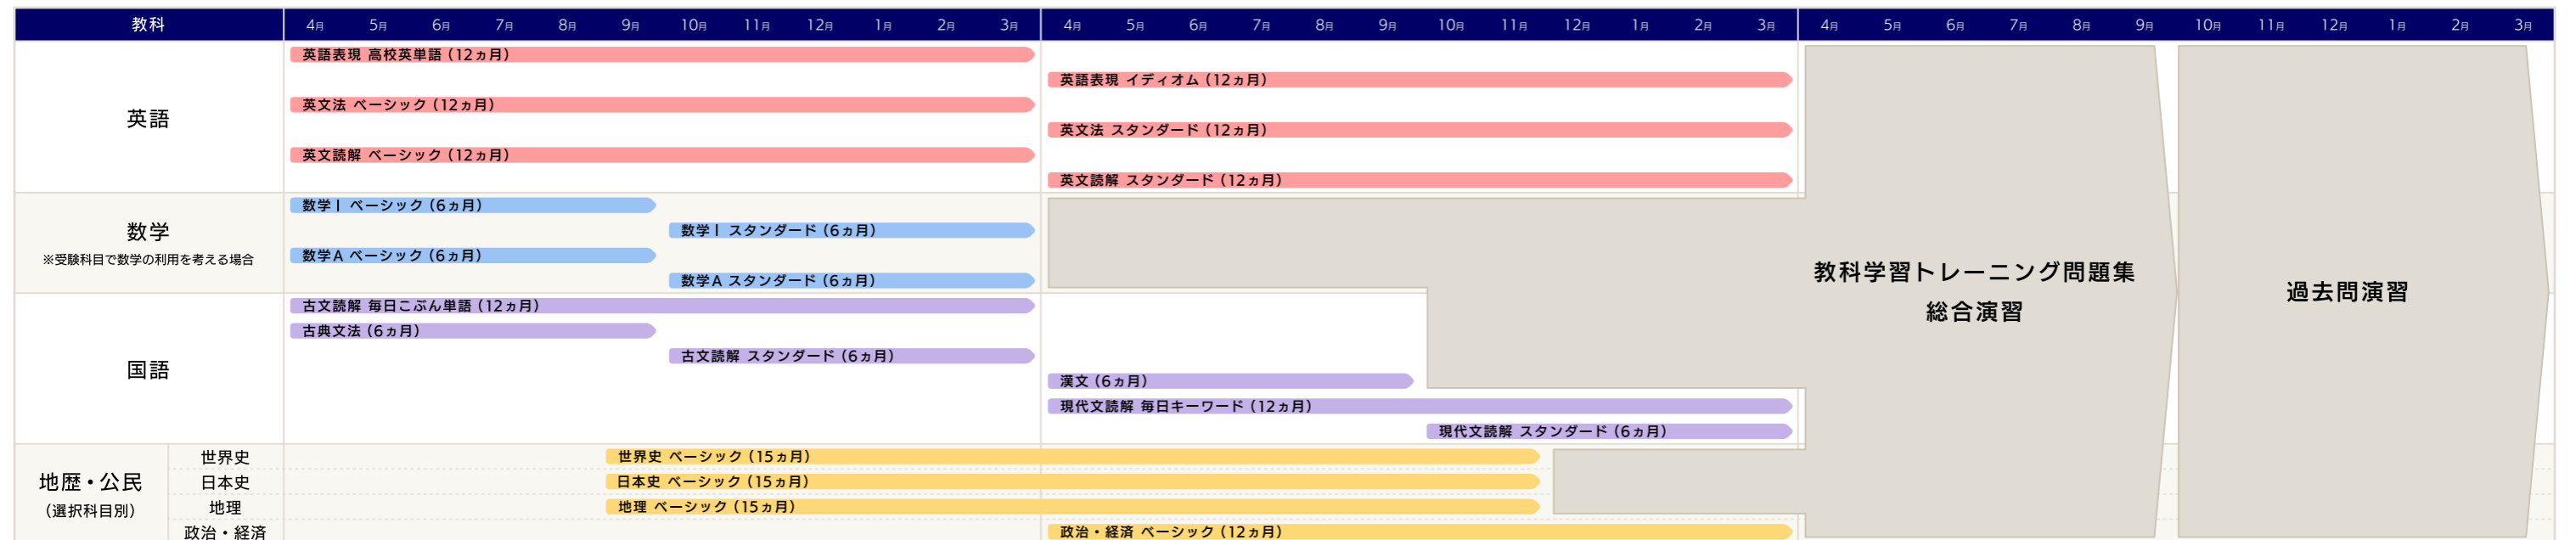 教科 4月 5月 6月 7月 8月 9月 10月 11月 12月 1月 2月 3月 4月 5月 6月 7月 8月 9月 10月 11月 12月 1月 2月 3月 4月 5月 6月 7月 8月 9月 10月 11月 12月 1月 2月 3月
英語
英語表現 高校英単語(12ヵ月)
英語表現 イディオム(12ヵ月)
英文法 ベーシック(12ヵ月)
英文法 スタンダード(12ヵ月)
英文読解 ベーシック(12ヵ月)
英文読解 スタンダード(12ヵ月)
数学
※受験科目で数学の利用を考える場合
数学Ⅰ ベーシック(6ヵ月)
数学Ⅰ スタンダード(6ヵ月)
数学A ベーシック(6ヵ月)
数学A スタンダード(6ヵ月)
国語
古文読解 毎日こぶん単語(12ヵ月)
古典文法(6ヵ月)
古文読解 スタンダード(6ヵ月)
漢文(6ヵ月)
現代文読解 毎日キーワード(12ヵ月)
現代文読解 スタンダード(6ヵ月)
教科学習トレーニング問題集
総合演習
過去問演習
地歴・公民
(選択科目別)
世界史
世界史 ベーシック(15ヵ月)
日本史
日本史 ベーシック(15ヵ月)
地理
地理 ベーシック(15ヵ月)
政治・経済
政治・経済 ベーシック(12ヵ月)